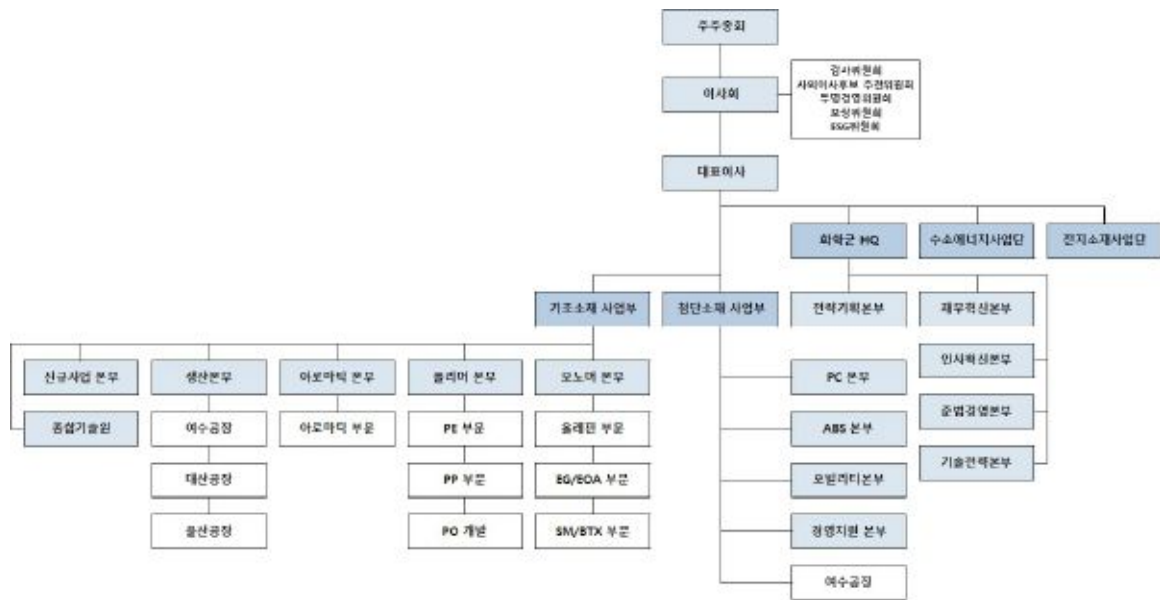 주주총회
이사회
감사위원회
사외이사후보 추천위원회
투명경영위원회
보상위원회
ESG위원회
대표이사
화학군 HQ
수소에너지사업단
전지소재사업단
기초소재 사업부
첨단소재 사업부
전략기획본부
재무혁신본부
신규사업 본부
생산본부
아로마틱 본부
폴리머 본부
모노머 본부
PC 본부
인사혁신본부
종합기술원
여수공장
아로마틱 부문
PE 부문
올레핀 부문
ABS 본부
준법경영본부
대산공장
PP 부문
EG/EOA 부문
모빌리티본부
기술전략본부
울산공장
PO 개발
SM/BTX 부문
경영지원 본부
여수공장